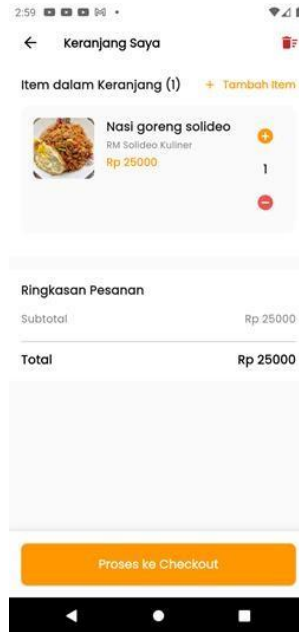 2:59
Keranjang Saya
Item dalam Keranjang (1)
+ Tambah Item
Nasi goreng solideo
RM Solideo Kuliner
Rp 25000
1
Ringkasan Pesanan
Subtotal Rp 25000
Total Rp 25000
Proses ke Checkout